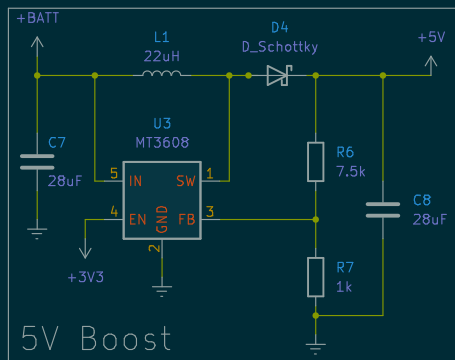 +BATT
L1
22uH
D4
D_Schottky
+5V
U3
MT3608
C7
28uF
5 IN SW 1
4 EN FB 3
GND
2
+3V3
R6
7.5k
C8
28uF
R7
1k
5V Boost